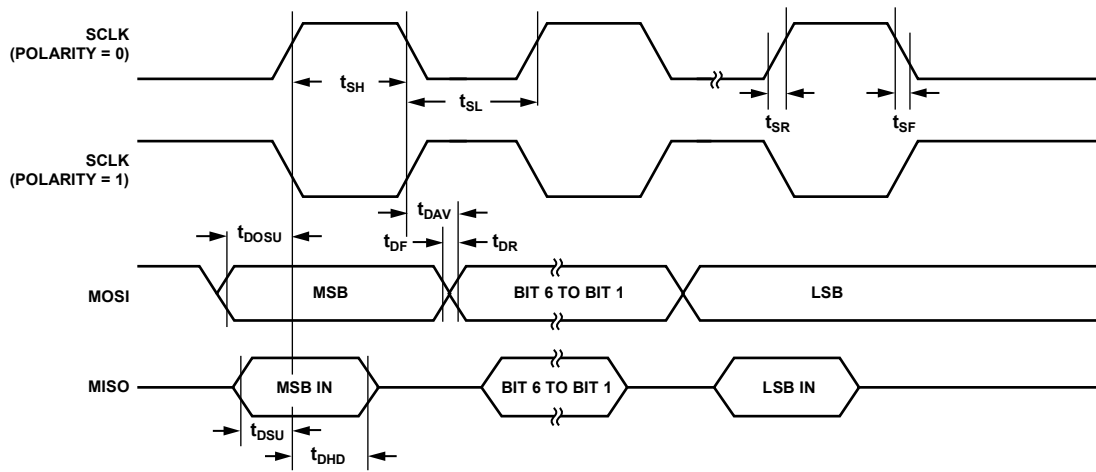 SCLK
(POLARITY = 0)
tSH
tSL
tSR
tSF
SCLK
(POLARITY = 1)
tDAV
tDOSU
tDF
tDR
MOSI
MSB
BIT 6 TO BIT 1
LSB
MISO
MSB IN
BIT 6 TO BIT 1
LSB IN
tDSU
tDHD